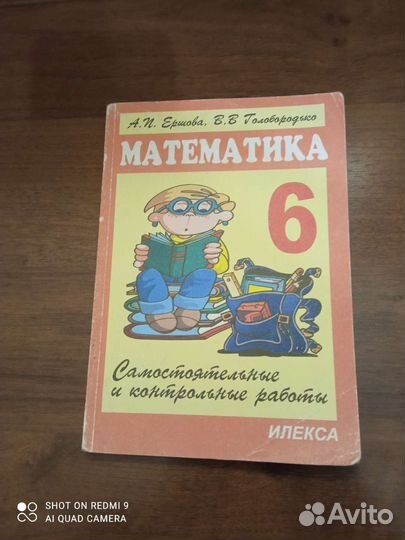 А.П. Ершова, В.В Голобородько
МАТЕМАТИКА
6
Самостоятельные
и контрольные работы
ИЛЕКСА
SHOT ON REDMI 9
AI QUAD CAMERA
Avito